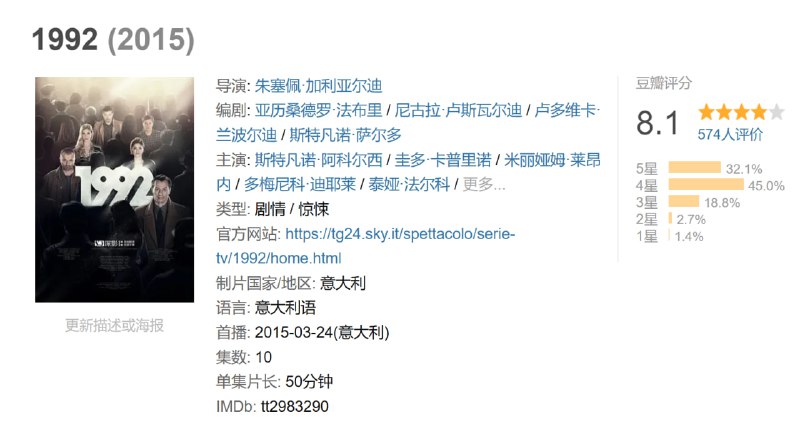 1992 (2015)
1992
更新描述或海报
导演: 朱塞佩·加利亚尔迪
编剧: 亚历桑德罗·法布里 / 尼古拉·卢斯瓦尔迪 / 卢多维卡·
兰波尔迪 / 斯特凡诺·萨尔多
主演: 斯特凡诺·阿科尔西 / 圭多·卡普里诺 / 米丽娅姆·莱昂
内 / 多梅尼科·迪耶莱 / 泰娅·法尔科 / 更多...
类型: 剧情 / 惊悚
官方网站: https://tg24.sky.it/spettacolo/serie-
tv/1992/home.html
制片国家/地区: 意大利
语言: 意大利语
首播: 2015-03-24(意大利)
集数: 10
单集片长: 50分钟
IMDb: tt2983290
豆瓣评分
8.1
574人评价
5星 32.1%
4星 45.0%
3星 18.8%
2星 2.7%
1星 1.4%